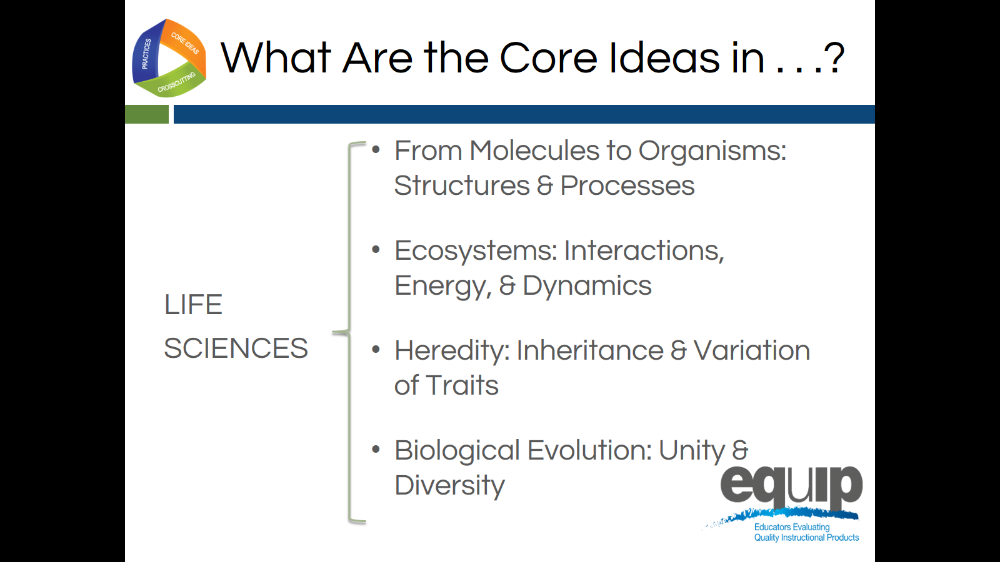 PRACTICES
CORE IDEAS
CROSSCUTTING
What Are the Core Ideas in . . .?
LIFE
SCIENCES
• From Molecules to Organisms:
Structures & Processes
• Ecosystems: Interactions,
Energy, & Dynamics
• Heredity: Inheritance & Variation
of Traits
• Biological Evolution: Unity &
Diversity
equip
Educators Evaluating
Quality Instructional Products